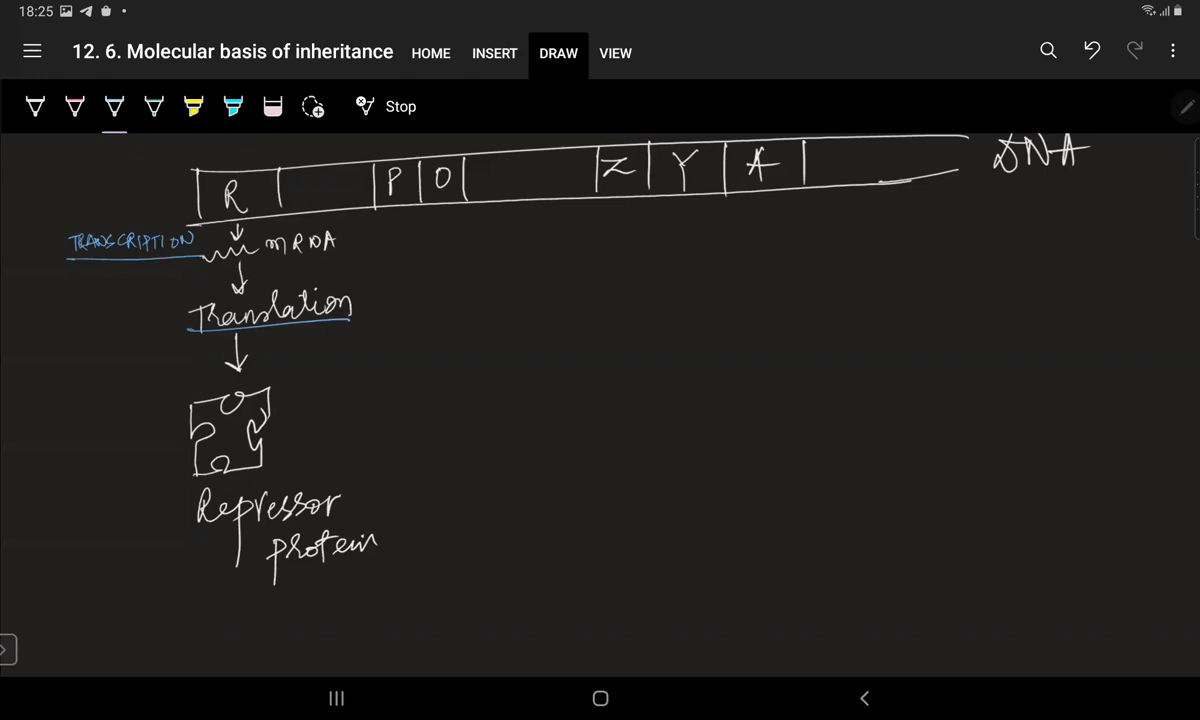 18:25
12. 6. Molecular basis of inheritance HOME INSERT DRAW VIEW
Stop
R P O Z Y A DNA
TRANSCRIPTION mRNA
Translation
Repressor
protein